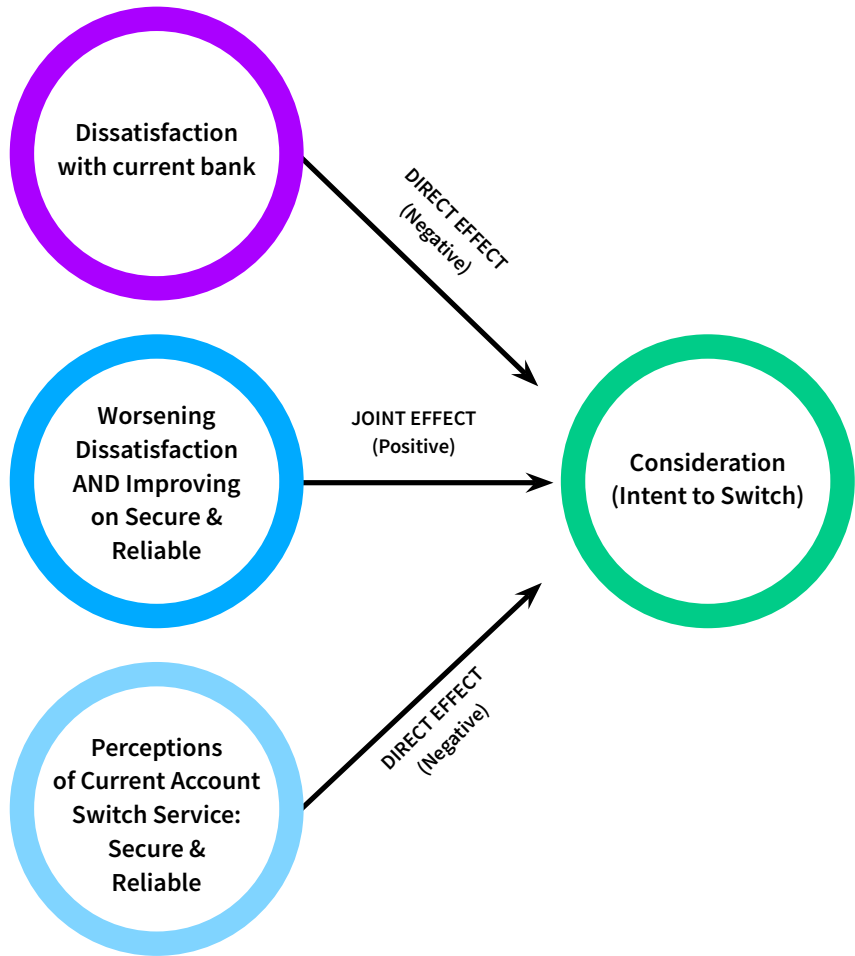 Dissatisfaction
with current bank
DIRECT EFFECT
(Negative)
Worsening
Dissatisfaction
AND Improving
on Secure &
Reliable
JOINT EFFECT
(Positive)
Consideration
(Intent to Switch)
Perceptions
of Current Account
Switch Service:
Secure &
Reliable
DIRECT EFFECT
(Negative)